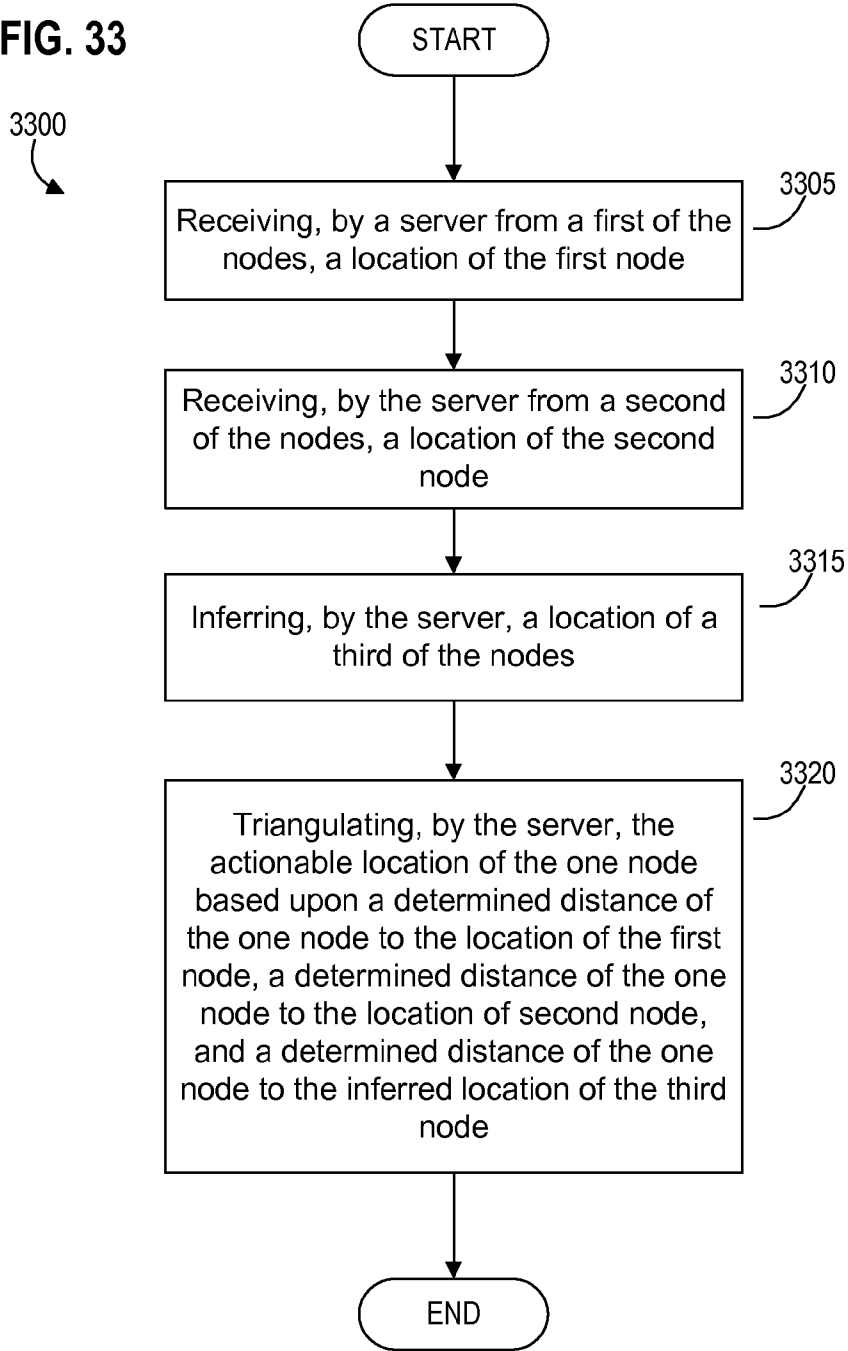 FIG. 33
START
3300
3305
Receiving, by a server from a first of the
nodes, a location of the first node
3310
Receiving, by the server from a second
of the nodes, a location of the second
node
3315
Inferring, by the server, a location of a
third of the nodes
3320
Triangulating, by the server, the
actionable location of the one node
based upon a determined distance of
the one node to the location of the first
node, a determined distance of the one
node to the location of second node,
and a determined distance of the one
node to the inferred location of the third
node
END